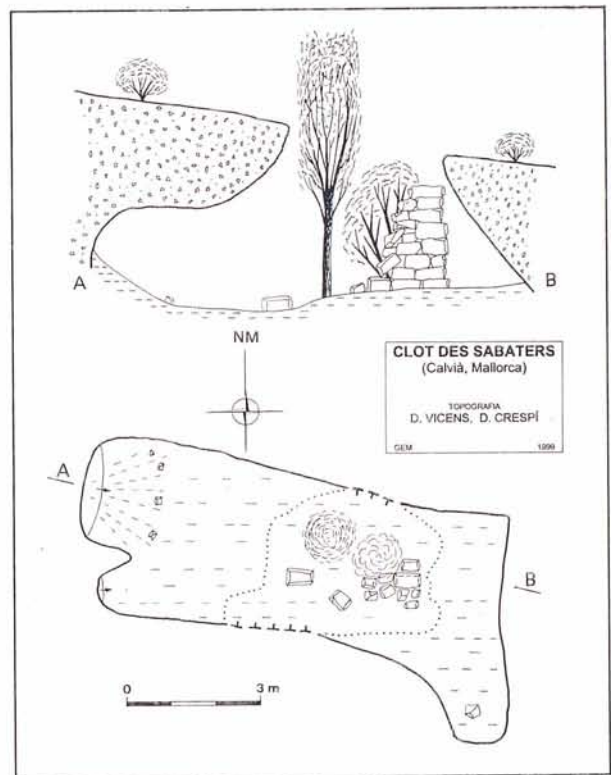 A
B
NM
CLOT DES SABATERS
(Calvià, Mallorca)
TOPOGRAFIA
D. VICENS, D. CRESPÍ
GEM 1999
A
B
0 3 m